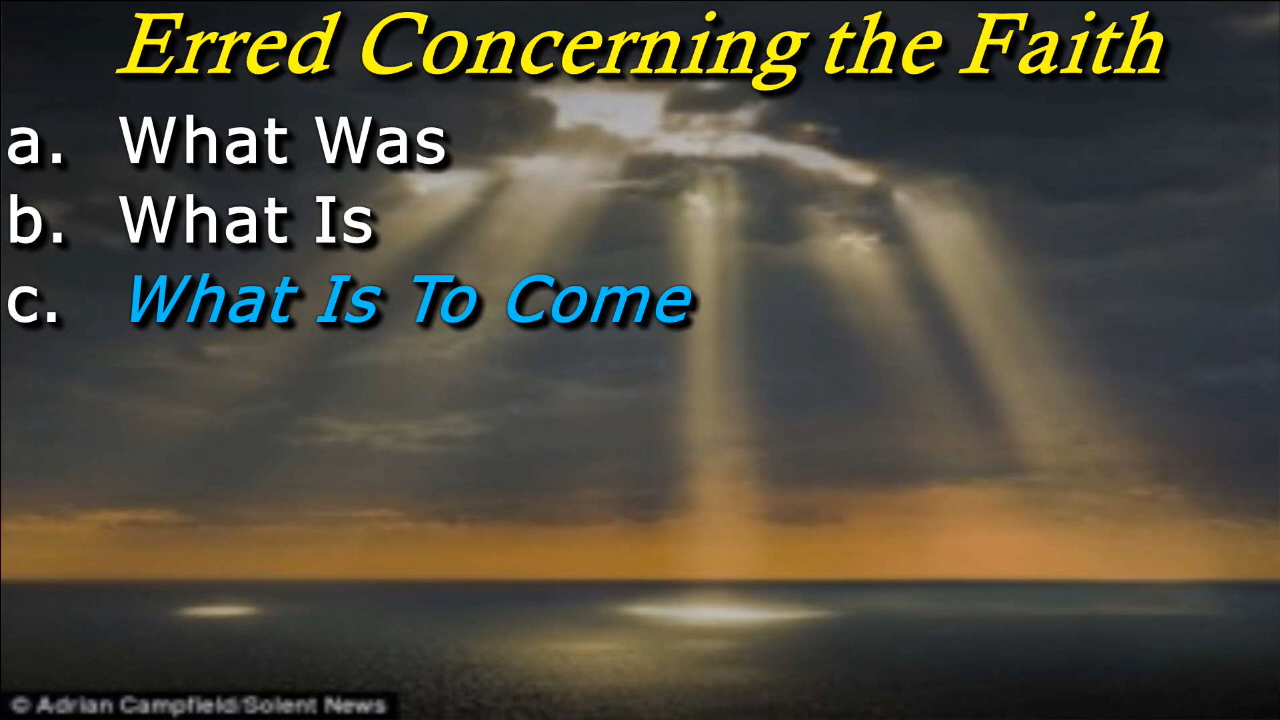 Erred Concerning the Faith
a. What Was
b. What Is
c. What Is To Come
© Adrian Campfield/Solent News